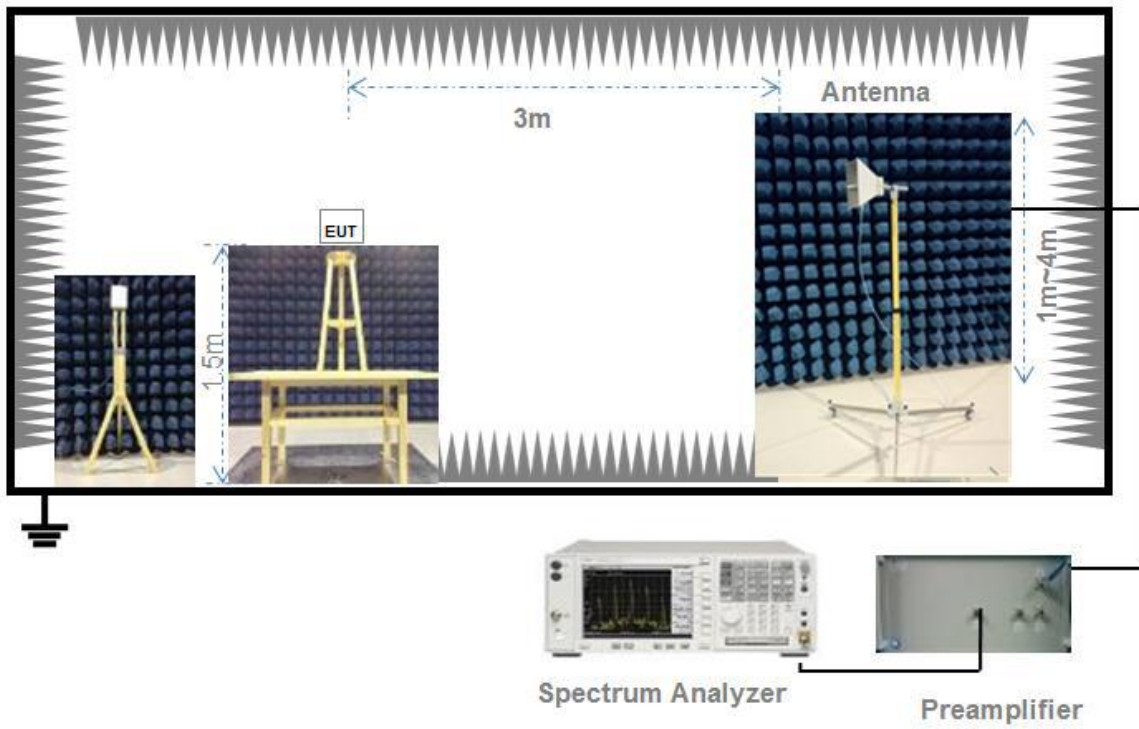 Antenna
3m
EUT
1.5m
1m~4m
Spectrum Analyzer
Preamplifier